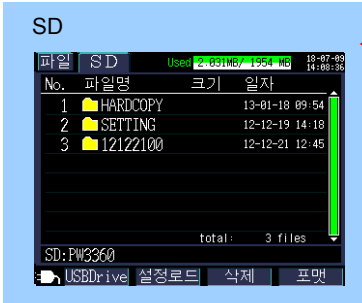 SD
파일 SD Used 2.031MB/ 1954 MB 18-07-09 14:08:36
No. 파일명 크기 일자
1 HARDCOPY 13-01-18 09:54
2 SETTING 12-12-19 14:18
3 12122100 12-12-21 12:45
total: 3 files
SD:PW3360
USBDrive 설정로드 삭제 포맷